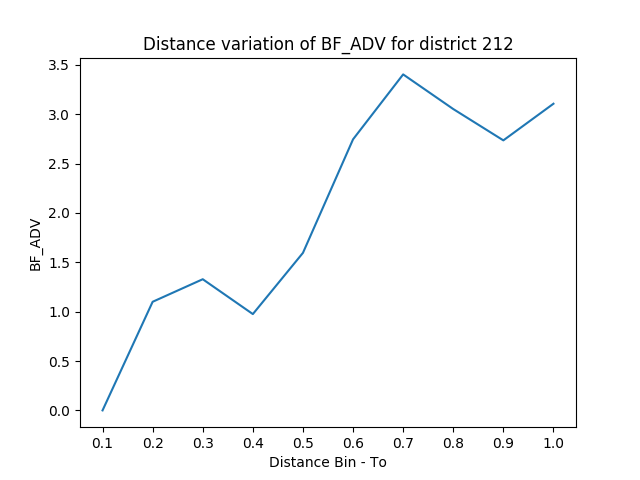 Distance variation of BF_ADV for district 212
3.5
3.0
2.5
2.0
1.5
1.0
0.5
0.0
BF_ADV
0.1 0.2 0.3 0.4 0.5 0.6 0.7 0.8 0.9 1.0
Distance Bin - To